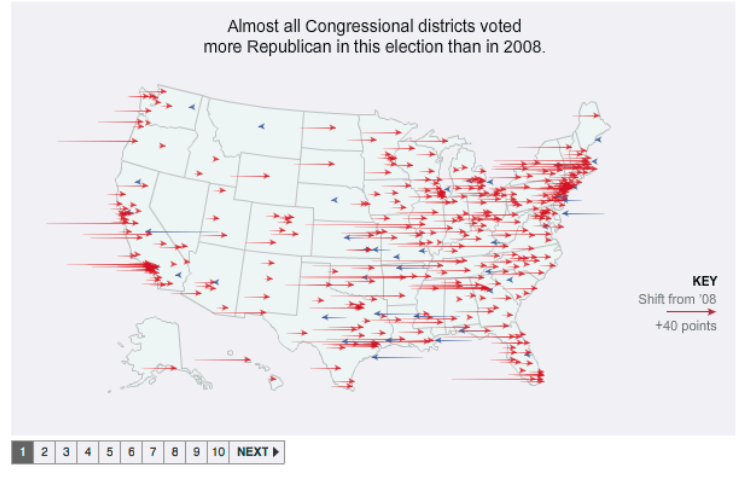 Almost all Congressional districts voted
more Republican in this election than in 2008.
KEY
Shift from '08
+40 points
1 2 3 4 5 6 7 8 9 10 NEXT